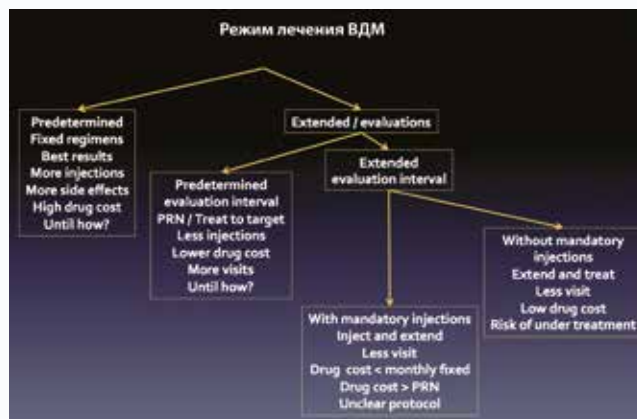 Режим лечения ВДМ
Predetermined
Fixed regimens
Best results
More injections
More side effects
High drug cost
Until how?
Extended / evaluations
Predetermined
evaluation interval
PRN / Treat to target
Less injections
Lower drug cost
More visits
Until how?
Extended
evaluation interval
With mandatory injections
Inject and extend
Less visit
Drug cost < monthly fixed
Drug cost > PRN
Unclear protocol
Without mandatory
injections
Extend and treat
Less visit
Low drug cost
Risk of under treatment